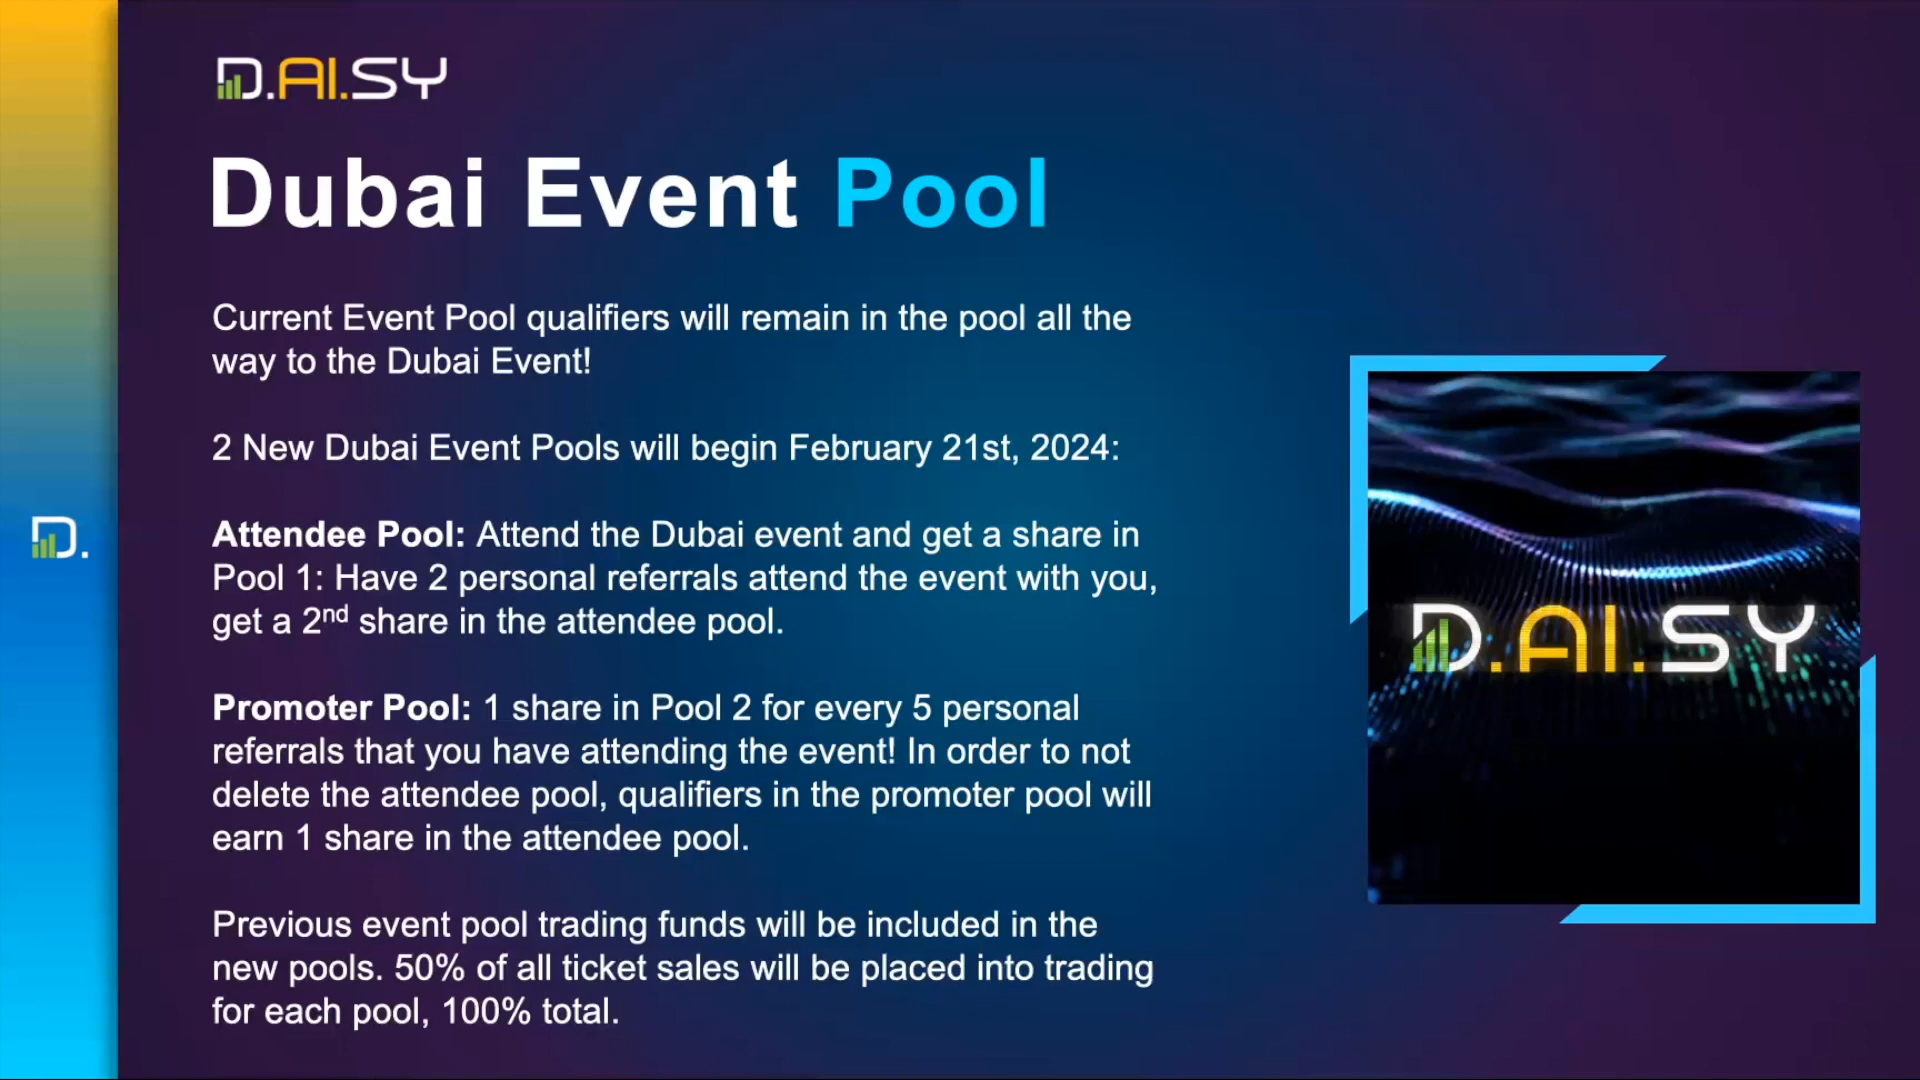 D.AI.SY
Dubai Event Pool
Current Event Pool qualifiers will remain in the pool all the
way to the Dubai Event!
2 New Dubai Event Pools will begin February 21st, 2024:
Attendee Pool: Attend the Dubai event and get a share in
Pool 1: Have 2 personal referrals attend the event with you,
get a 2nd share in the attendee pool.
Promoter Pool: 1 share in Pool 2 for every 5 personal
referrals that you have attending the event! In order to not
delete the attendee pool, qualifiers in the promoter pool will
earn 1 share in the attendee pool.
Previous event pool trading funds will be included in the
new pools. 50% of all ticket sales will be placed into trading
for each pool, 100% total.
D.
D.AI.SY